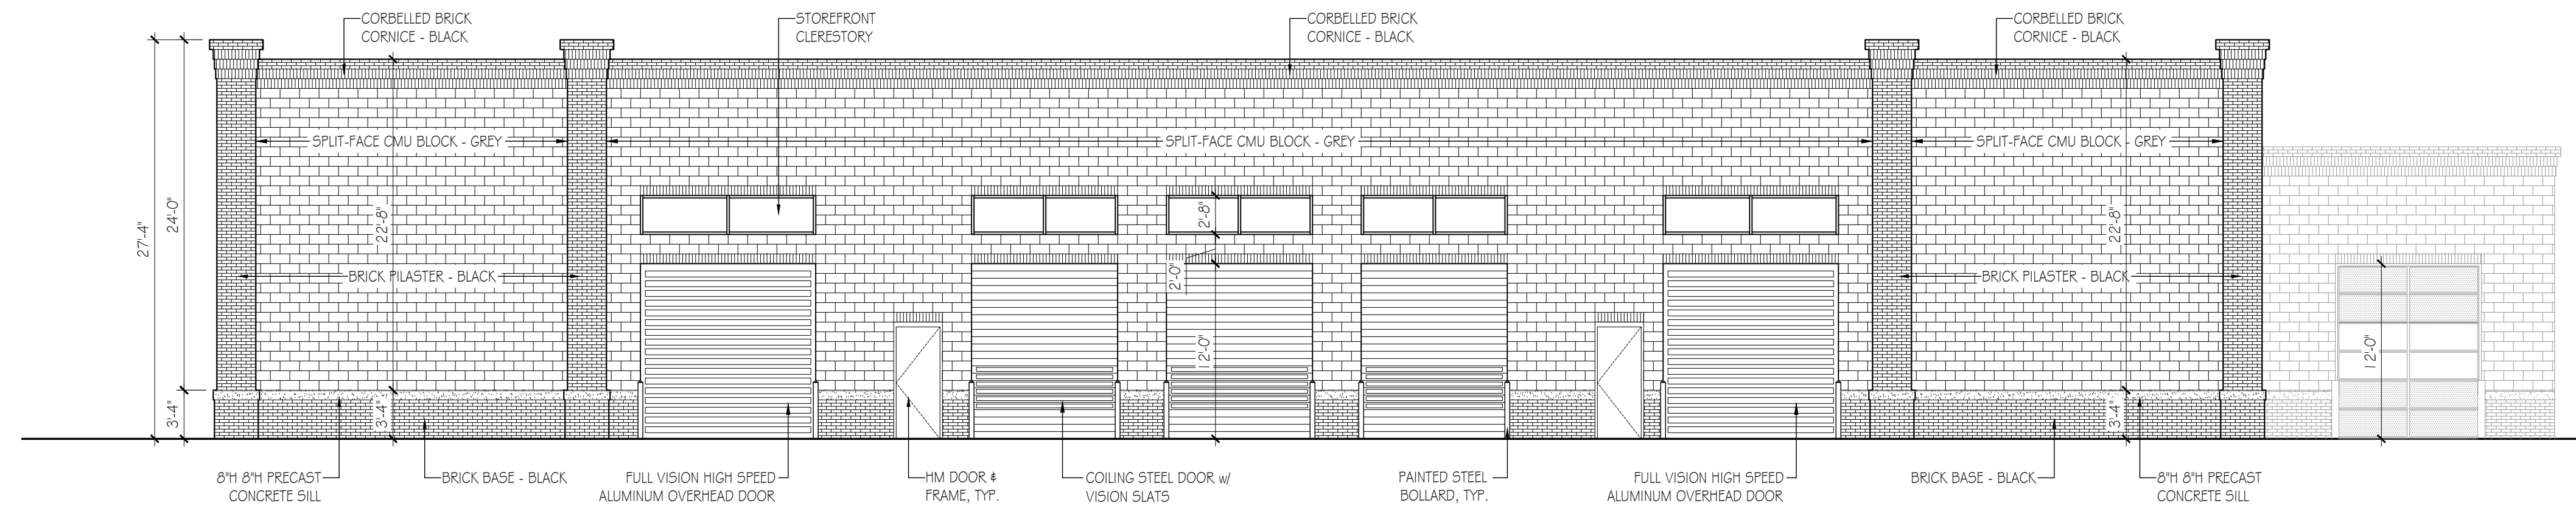 CORBELLED BRICK
CORNICE - BLACK
STOREFRONT
CLERESTORY
CORBELLED BRICK
CORNICE - BLACK
CORBELLED BRICK
CORNICE - BLACK
SPLIT-FACE CMU BLOCK - GREY
SPLIT-FACE CMU BLOCK - GREY
SPLIT-FACE CMU BLOCK - GREY
27'-4"
24'-0"
22'-8"
2'-8"
22'-8"
BRICK PILASTER - BLACK
2'-0"
BRICK PILASTER - BLACK
12'-0"
12'-0"
3'-4"
3'-4"
3'-4"
8"H 8"H PRECAST
CONCRETE SILL
BRICK BASE - BLACK
FULL VISION HIGH SPEED
ALUMINUM OVERHEAD DOOR
HM DOOR &
FRAME, TYP.
COILING STEEL DOOR w/
VISION SLATS
PAINTED STEEL
BOLLARD, TYP.
FULL VISION HIGH SPEED
ALUMINUM OVERHEAD DOOR
BRICK BASE - BLACK
8"H 8"H PRECAST
CONCRETE SILL